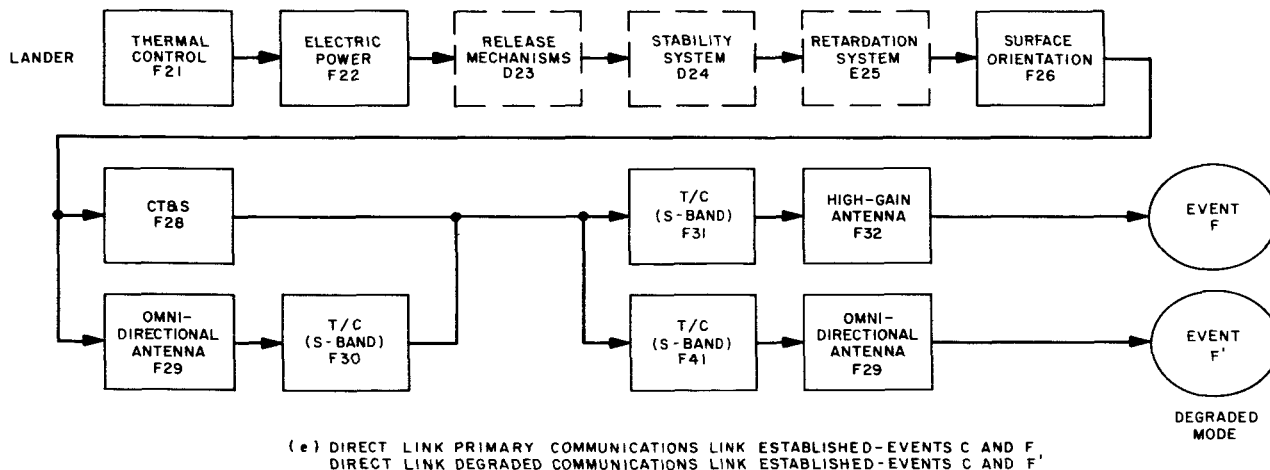 LANDER
THERMAL
CONTROL
F21
ELECTRIC
POWER
F22
RELEASE
MECHANISMS
D23
STABILITY
SYSTEM
D24
RETARDATION
SYSTEM
E25
SURFACE
ORIENTATION
F26
CT&S
F28
T/C
(S-BAND)
F31
HIGH-GAIN
ANTENNA
F32
EVENT
F
OMNI-
DIRECTIONAL
ANTENNA
F29
T/C
(S-BAND)
F30
T/C
(S-BAND)
F41
OMNI-
DIRECTIONAL
ANTENNA
F29
EVENT
F'
DEGRADED
MODE
(e) DIRECT LINK PRIMARY COMMUNICATIONS LINK ESTABLISHED-EVENTS C AND F,
DIRECT LINK DEGRADED COMMUNICATIONS LINK ESTABLISHED-EVENTS C AND F'